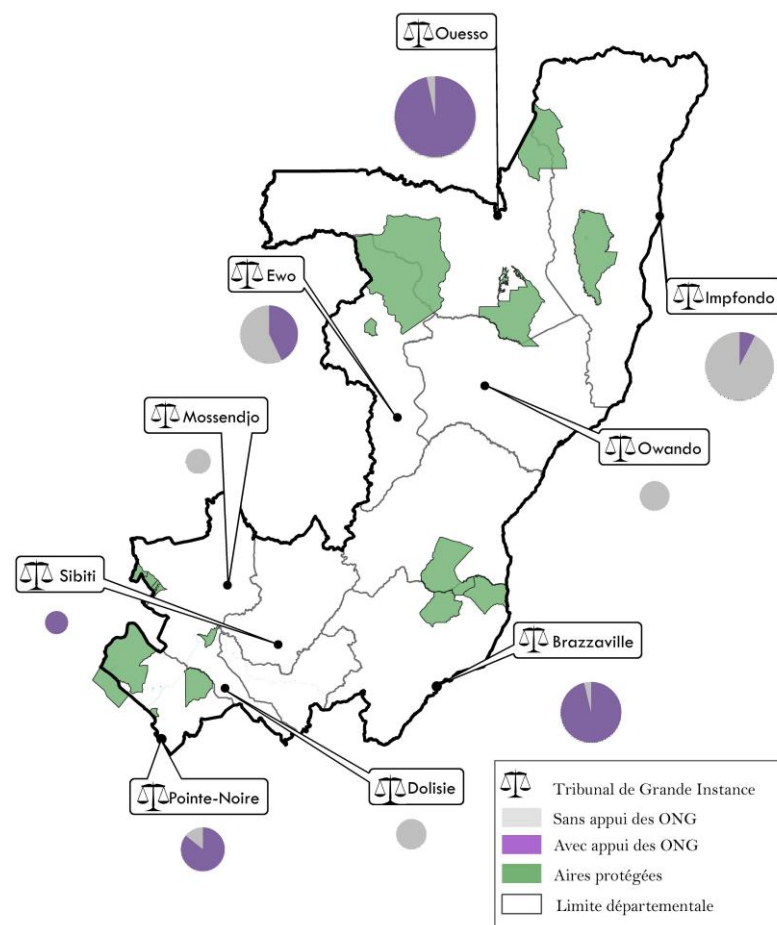 Ouesso
Ewo
Impfondo
Mossendjo
Owando
Sibiti
Brazzaville
Pointe-Noire
Dolisie
Tribunal de Grande Instance
Sans appui des ONG
Avec appui des ONG
Aires protégées
Limite départementale